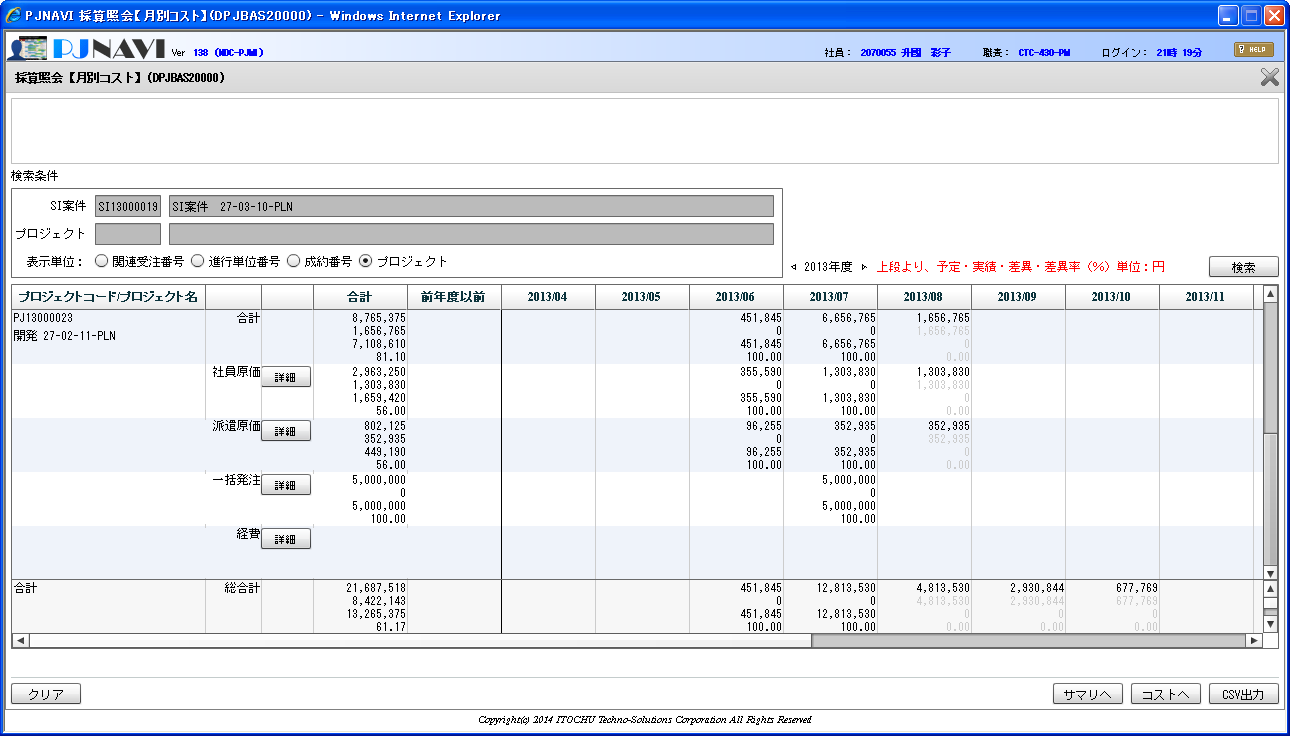 PJNAVI 採算照会【月別コスト】(DPJBAS20000) - Windows Internet Explorer
PJNAVI Ver 138 (NDC-PJMI)
社員： 2070055 升國 彩子 職責： CTC-430-PM ログイン： 21時 19分 ? HELP
採算照会【月別コスト】(DPJBAS20000)
検索条件
SI案件 SI13000019 SI案件 27-03-10-PLN
プロジェクト
表示単位： 関連受注番号 進行単位番号 成約番号 プロジェクト
2013年度 上段より、予定・実績・差異・差異率（％）単位：円 検索
プロジェクトコード/プロジェクト名 合計 前年度以前 2013/04 2013/05 2013/06 2013/07 2013/08 2013/09 2013/10 2013/11
PJ13000023 合計 8,765,375 451,845 6,656,765 1,656,765
1,656,765 0 0 1,656,765
開発 27-02-11-PLN 7,108,610 451,845 6,656,765 0
81.10 100.00 100.00 0.00
社員原価 詳細 2,963,250 355,590 1,303,830 1,303,830
1,303,830 0 0 1,303,830
1,659,420 355,590 1,303,830 0
56.00 100.00 100.00 0.00
派遣原価 詳細 802,125 96,255 352,935 352,935
352,935 0 0 352,935
449,190 96,255 352,935 0
56.00 100.00 100.00 0.00
一括発注 詳細 5,000,000 5,000,000
0 0
5,000,000 5,000,000
100.00 100.00
経費 詳細
合計 総合計 21,687,518 451,845 12,813,530 4,813,530 2,930,844 677,769
8,422,143 0 0 4,813,530 2,930,844 677,769
13,265,375 451,845 12,813,530 0 0 0
61.17 100.00 100.00 0.00 0.00 0.00
クリア サマリへ コストへ CSV出力
Copyright(c) 2014 ITOCHU Techno-Solutions Corporation All Rights Reserved